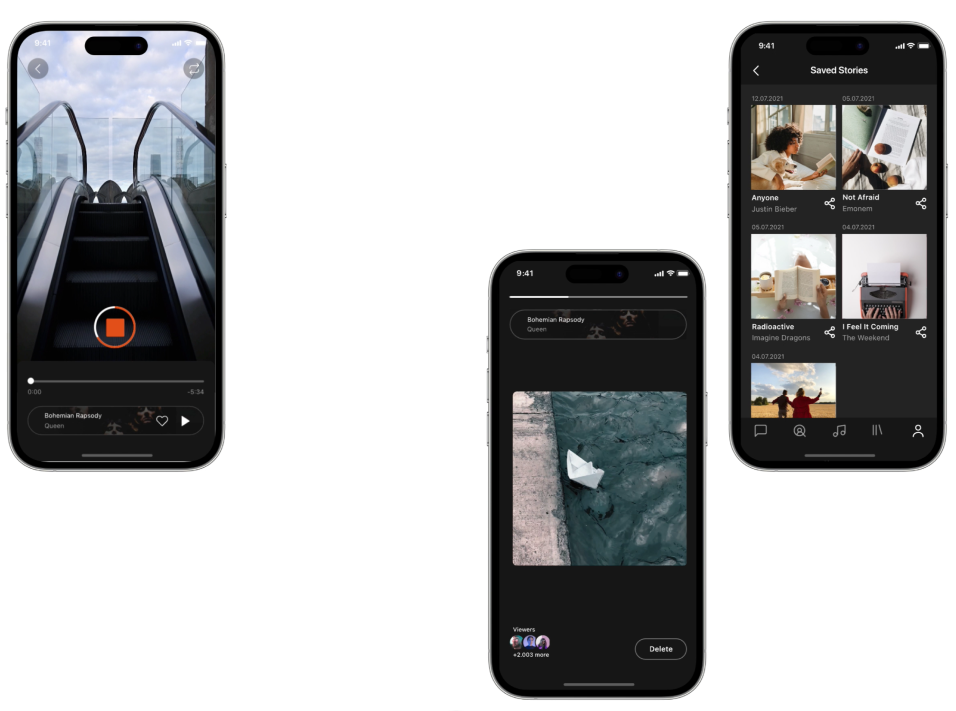 9:41
0:00
-5:34
Bohemian Rapsody
Queen
9:41
Bohemian Rapsody
Queen
Viewers
+2.003 more
Delete
9:41
Saved Stories
12.07.2021
05.07.2021
Anyone
Justin Bieber
Not Afraid
Emonem
05.07.2021
04.07.2021
Radioactive
Imagine Dragons
I Feel It Coming
The Weekend
04.07.2021